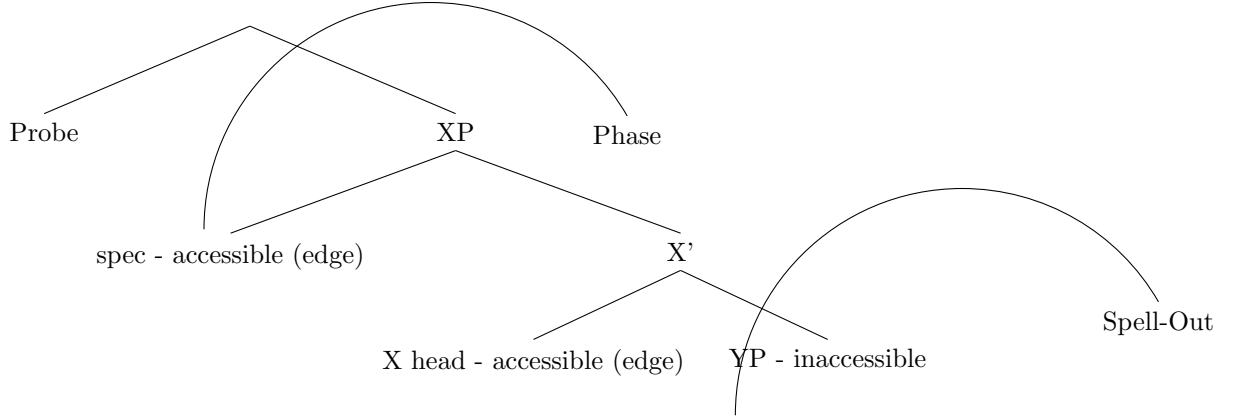 Probe
XP
Phase
spec - accessible (edge)
X'
Spell-Out
X head - accessible (edge)
YP - inaccessible